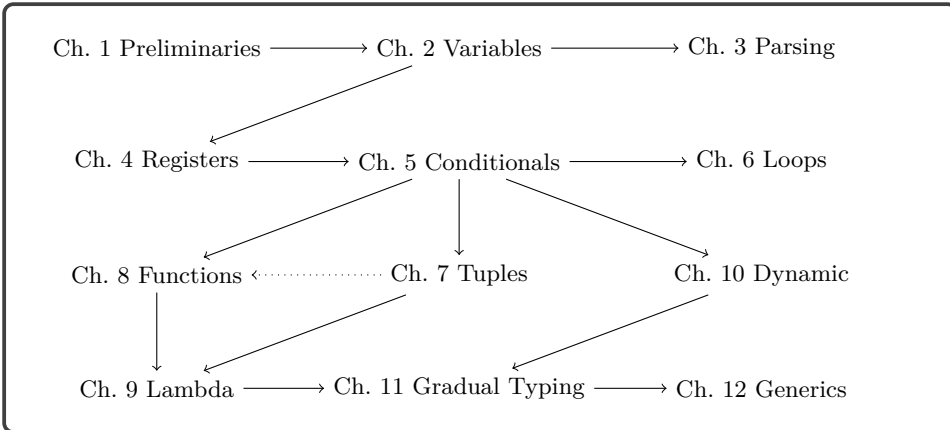 Ch. 1 Preliminaries Ch. 2 Variables Ch. 3 Parsing
Ch. 4 Registers Ch. 5 Conditionals Ch. 6 Loops
Ch. 8 Functions Ch. 7 Tuples Ch. 10 Dynamic
Ch. 9 Lambda Ch. 11 Gradual Typing Ch. 12 Generics